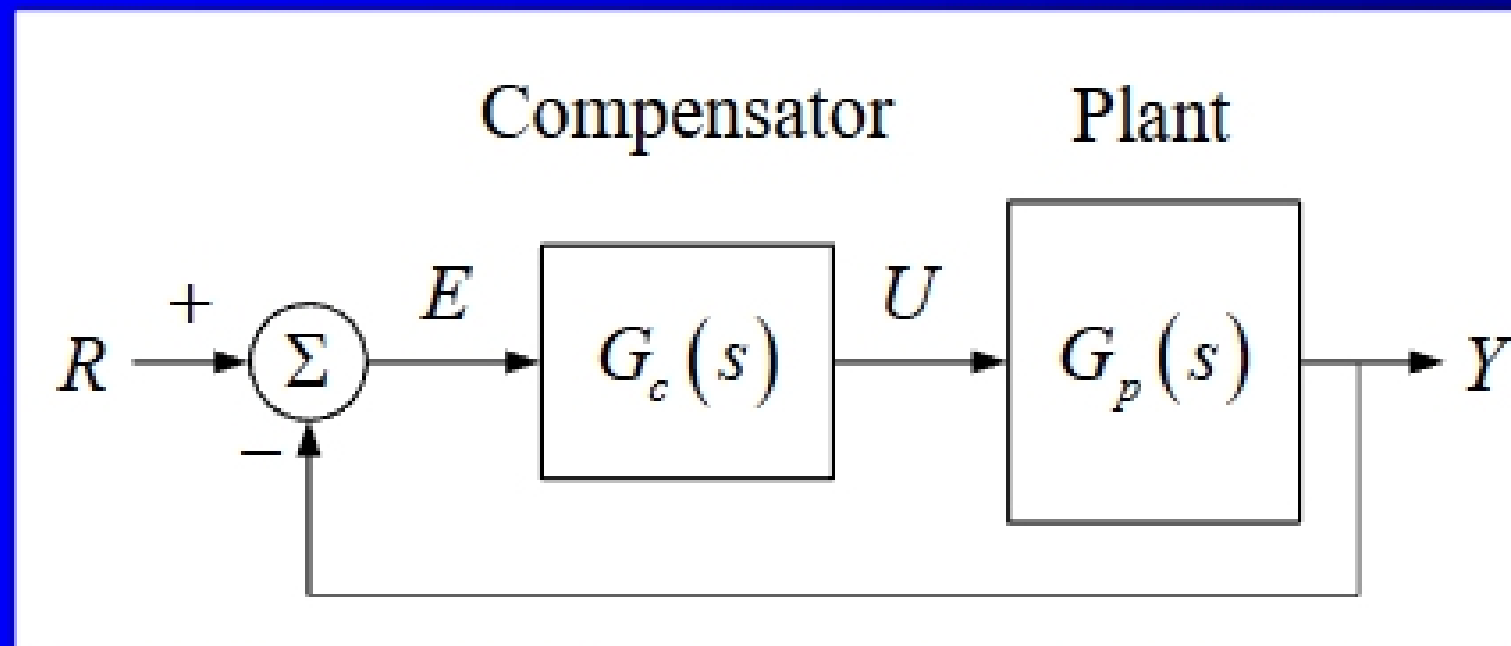 Compensator Plant
+ E U
R Σ G_c(s) G_p(s) Y
−